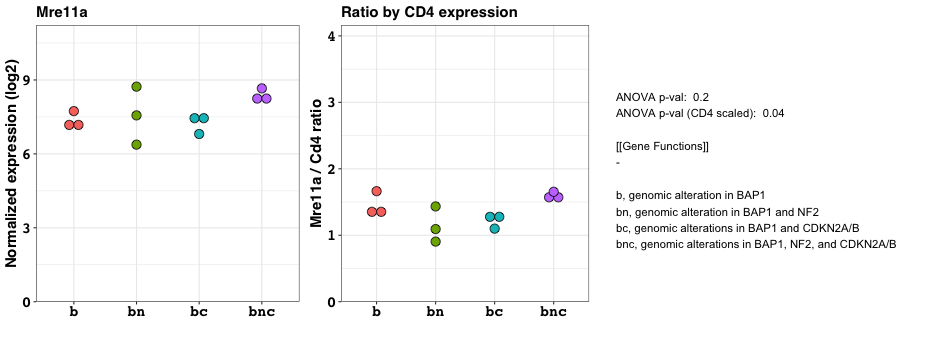 Mre11a
Normalized expression (log2)
9
6
3
0
b bn bc bnc
Ratio by CD4 expression
Mre11a / Cd4 ratio
4
3
2
1
0
b bn bc bnc
ANOVA p-val: 0.2
ANOVA p-val (CD4 scaled): 0.04
[[Gene Functions]]
-
b, genomic alteration in BAP1
bn, genomic alteration in BAP1 and NF2
bc, genomic alterations in BAP1 and CDKN2A/B
bnc, genomic alterations in BAP1, NF2, and CDKN2A/B